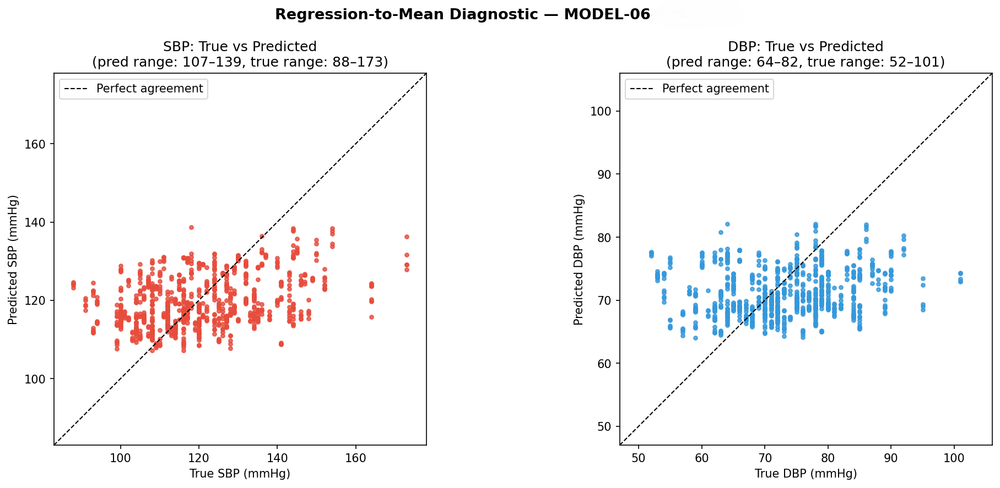 Regression-to-Mean Diagnostic — MODEL-06
SBP: True vs Predicted
(pred range: 107–139, true range: 88–173)
Perfect agreement
160
140
120
100
Predicted SBP (mmHg)
100
120
140
160
True SBP (mmHg)
DBP: True vs Predicted
(pred range: 64–82, true range: 52–101)
Perfect agreement
100
90
80
70
60
50
Predicted DBP (mmHg)
50
60
70
80
90
100
True DBP (mmHg)